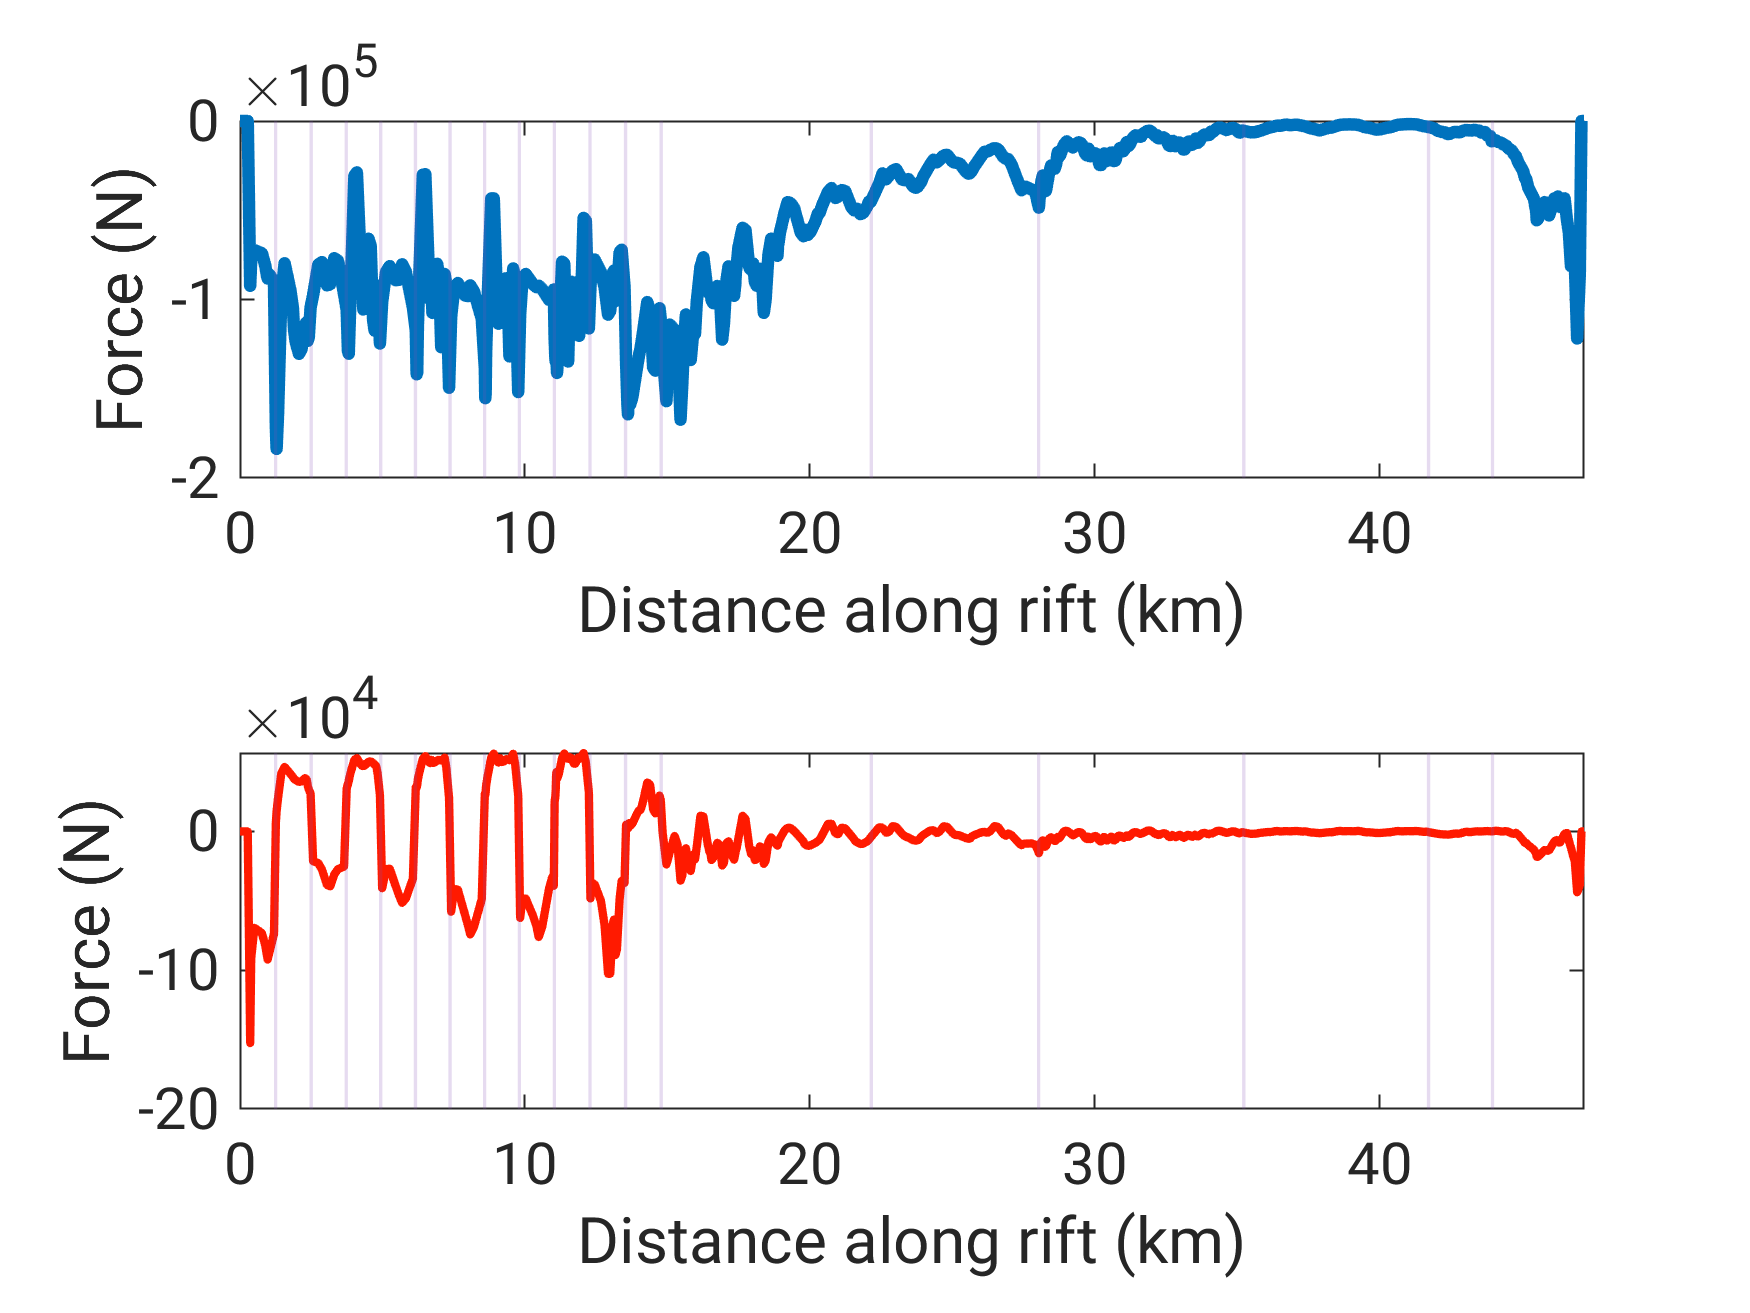 ×10^5
0
-1
-2
Force (N)
0 10 20 30 40
Distance along rift (km)
×10^4
0
-10
-20
Force (N)
0 10 20 30 40
Distance along rift (km)